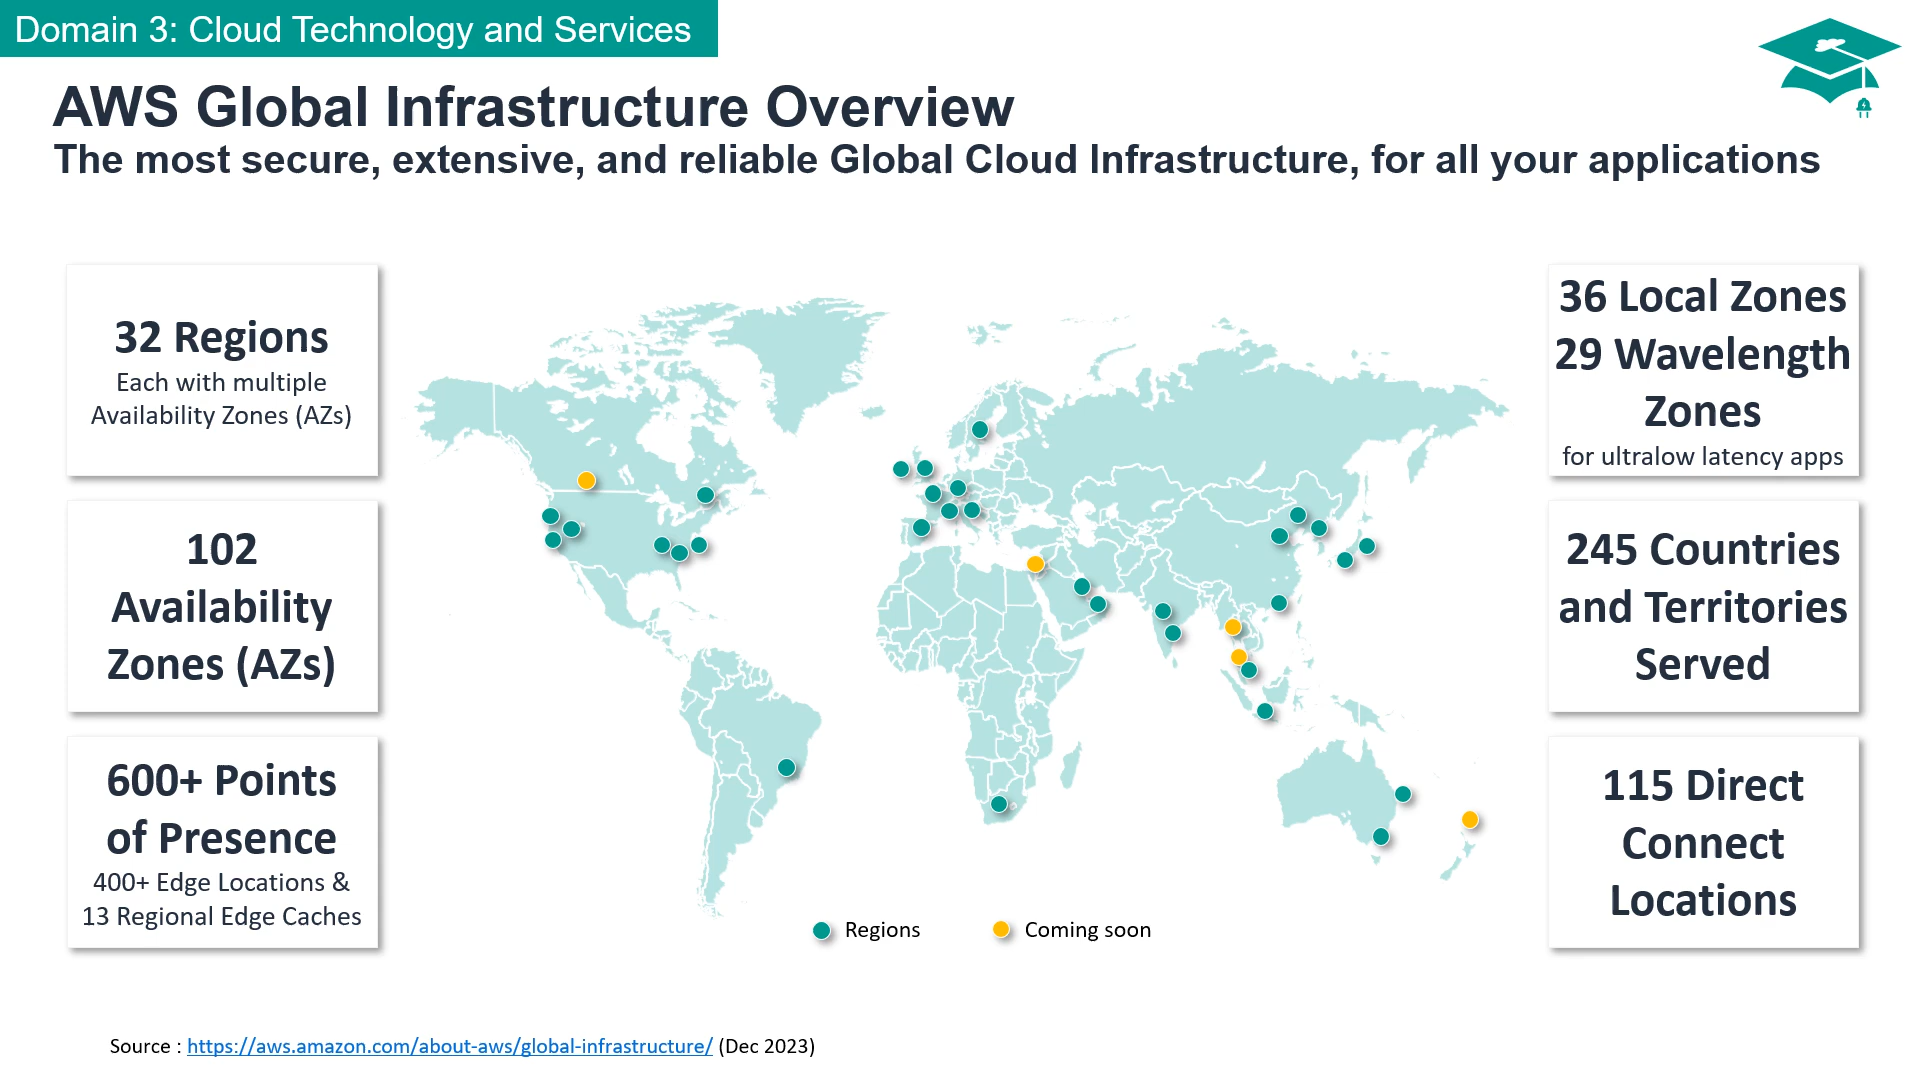 Domain 3: Cloud Technology and Services
AWS Global Infrastructure Overview
The most secure, extensive, and reliable Global Cloud Infrastructure, for all your applications
32 Regions
Each with multiple
Availability Zones (AZs)
102
Availability
Zones (AZs)
600+ Points
of Presence
400+ Edge Locations &
13 Regional Edge Caches
36 Local Zones
29 Wavelength
Zones
for ultralow latency apps
245 Countries
and Territories
Served
115 Direct
Connect
Locations
Regions
Coming soon
Source : https://aws.amazon.com/about-aws/global-infrastructure/ (Dec 2023)